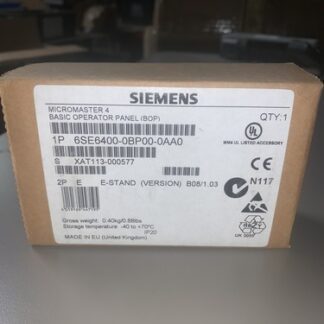 SIEMENS
MICROMASTER 4
BASIC OPERATOR PANEL (BOP)
QTY:1
1P 6SE6400-0BP00-0AA0
S XAT113-000577
2P E E-STAND (VERSION) B08/1.03
N117
Gross weight: 0.40kg/0.88lbs
Storage temperature: -40 to +70°C
IP20
MADE IN EU (United Kingdom)